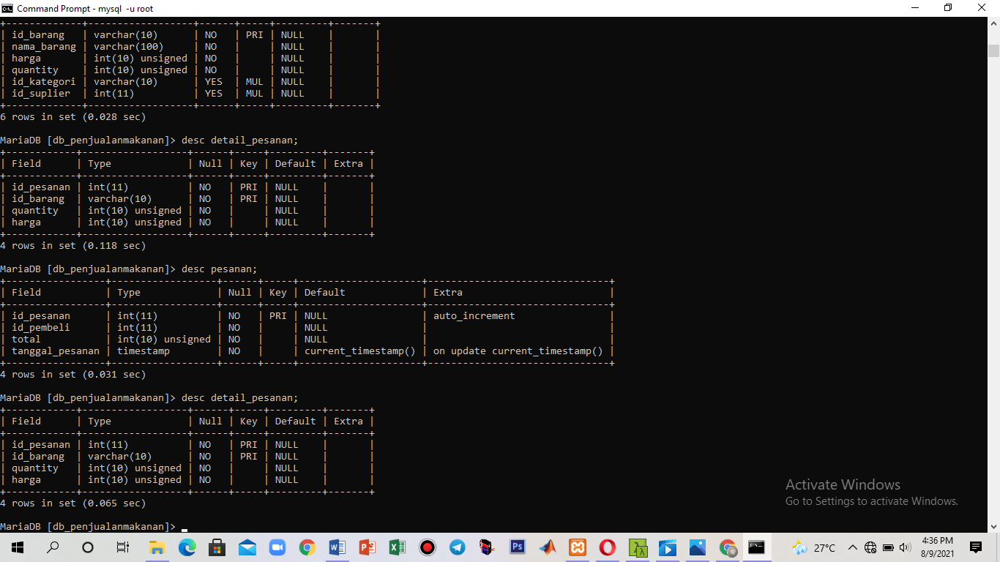 Command Prompt - mysql  -u root
+-------------+------------------+------+-----+---------+-------+
| id_barang   | varchar(10)      | NO   | PRI | NULL    |       |
| nama_barang | varchar(100)     | NO   |     | NULL    |       |
| harga       | int(10) unsigned | NO   |     | NULL    |       |
| quantity    | int(10) unsigned | NO   |     | NULL    |       |
| id_kategori | varchar(10)      | YES  | MUL | NULL    |       |
| id_suplier  | int(11)          | YES  | MUL | NULL    |       |
+-------------+------------------+------+-----+---------+-------+
6 rows in set (0.028 sec)
MariaDB [db_penjualanmakanan]> desc detail_pesanan;
+------------+------------------+------+-----+---------+-------+
| Field      | Type             | Null | Key | Default | Extra |
+------------+------------------+------+-----+---------+-------+
| id_pesanan | int(11)          | NO   | PRI | NULL    |       |
| id_barang  | varchar(10)      | NO   | PRI | NULL    |       |
| quantity   | int(10) unsigned | NO   |     | NULL    |       |
| harga      | int(10) unsigned | NO   |     | NULL    |       |
+------------+------------------+------+-----+---------+-------+
4 rows in set (0.118 sec)
MariaDB [db_penjualanmakanan]> desc pesanan;
+-----------------+------------------+------+-----+---------------------+-------------------------------+
| Field           | Type             | Null | Key | Default             | Extra                         |
+-----------------+------------------+------+-----+---------------------+-------------------------------+
| id_pesanan      | int(11)          | NO   | PRI | NULL                | auto_increment                |
| id_pembeli      | int(11)          | NO   |     | NULL                |                               |
| total           | int(10) unsigned | NO   |     | NULL                |                               |
| tanggal_pesanan | timestamp        | NO   |     | current_timestamp() | on update current_timestamp() |
+-----------------+------------------+------+-----+---------------------+-------------------------------+
4 rows in set (0.031 sec)
MariaDB [db_penjualanmakanan]> desc detail_pesanan;
+------------+------------------+------+-----+---------+-------+
| Field      | Type             | Null | Key | Default | Extra |
+------------+------------------+------+-----+---------+-------+
| id_pesanan | int(11)          | NO   | PRI | NULL    |       |
| id_barang  | varchar(10)      | NO   | PRI | NULL    |       |
| quantity   | int(10) unsigned | NO   |     | NULL    |       |
| harga      | int(10) unsigned | NO   |     | NULL    |       |
+------------+------------------+------+-----+---------+-------+
4 rows in set (0.065 sec)
MariaDB [db_penjualanmakanan]>
Activate Windows
Go to Settings to activate Windows.
27°C
4:36 PM
8/9/2021